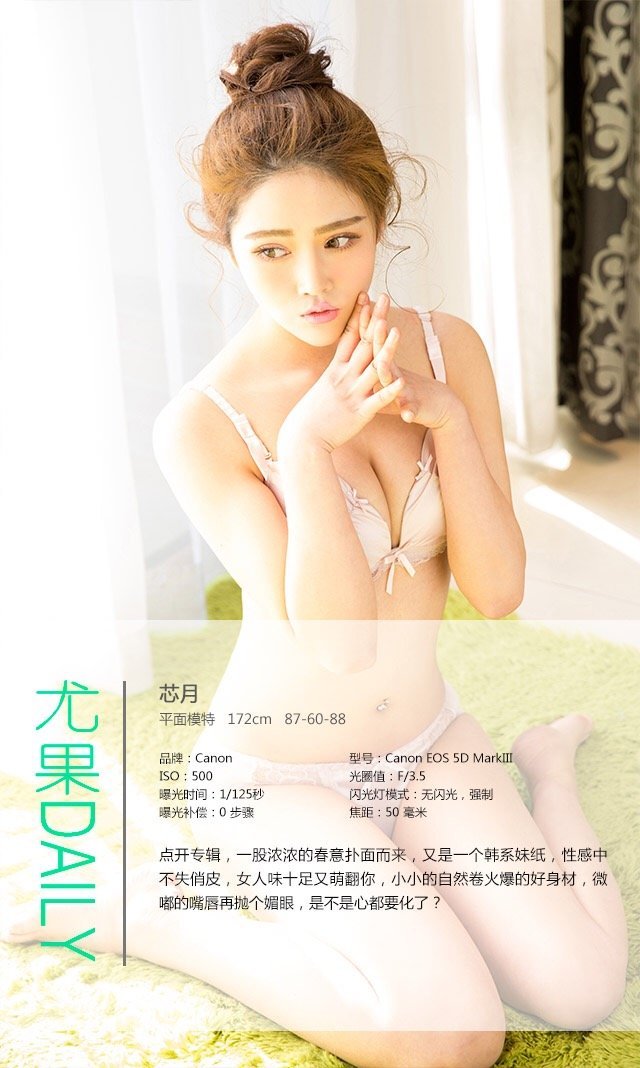 尤果DAILY
芯月
平面模特 172cm 87-60-88
品牌：Canon 型号：Canon EOS 5D MarkIII
ISO：500 光圈值：F/3.5
曝光时间：1/125秒 闪光灯模式：无闪光，强制
曝光补偿：0 步骤 焦距：50 毫米
点开专辑，一股浓浓的春意扑面而来，又是一个韩系妹纸，性感中
不失俏皮，女人味十足又萌翻你，小小的自然卷火爆的好身材，微
嘟的嘴唇再抛个媚眼，是不是心都要化了？